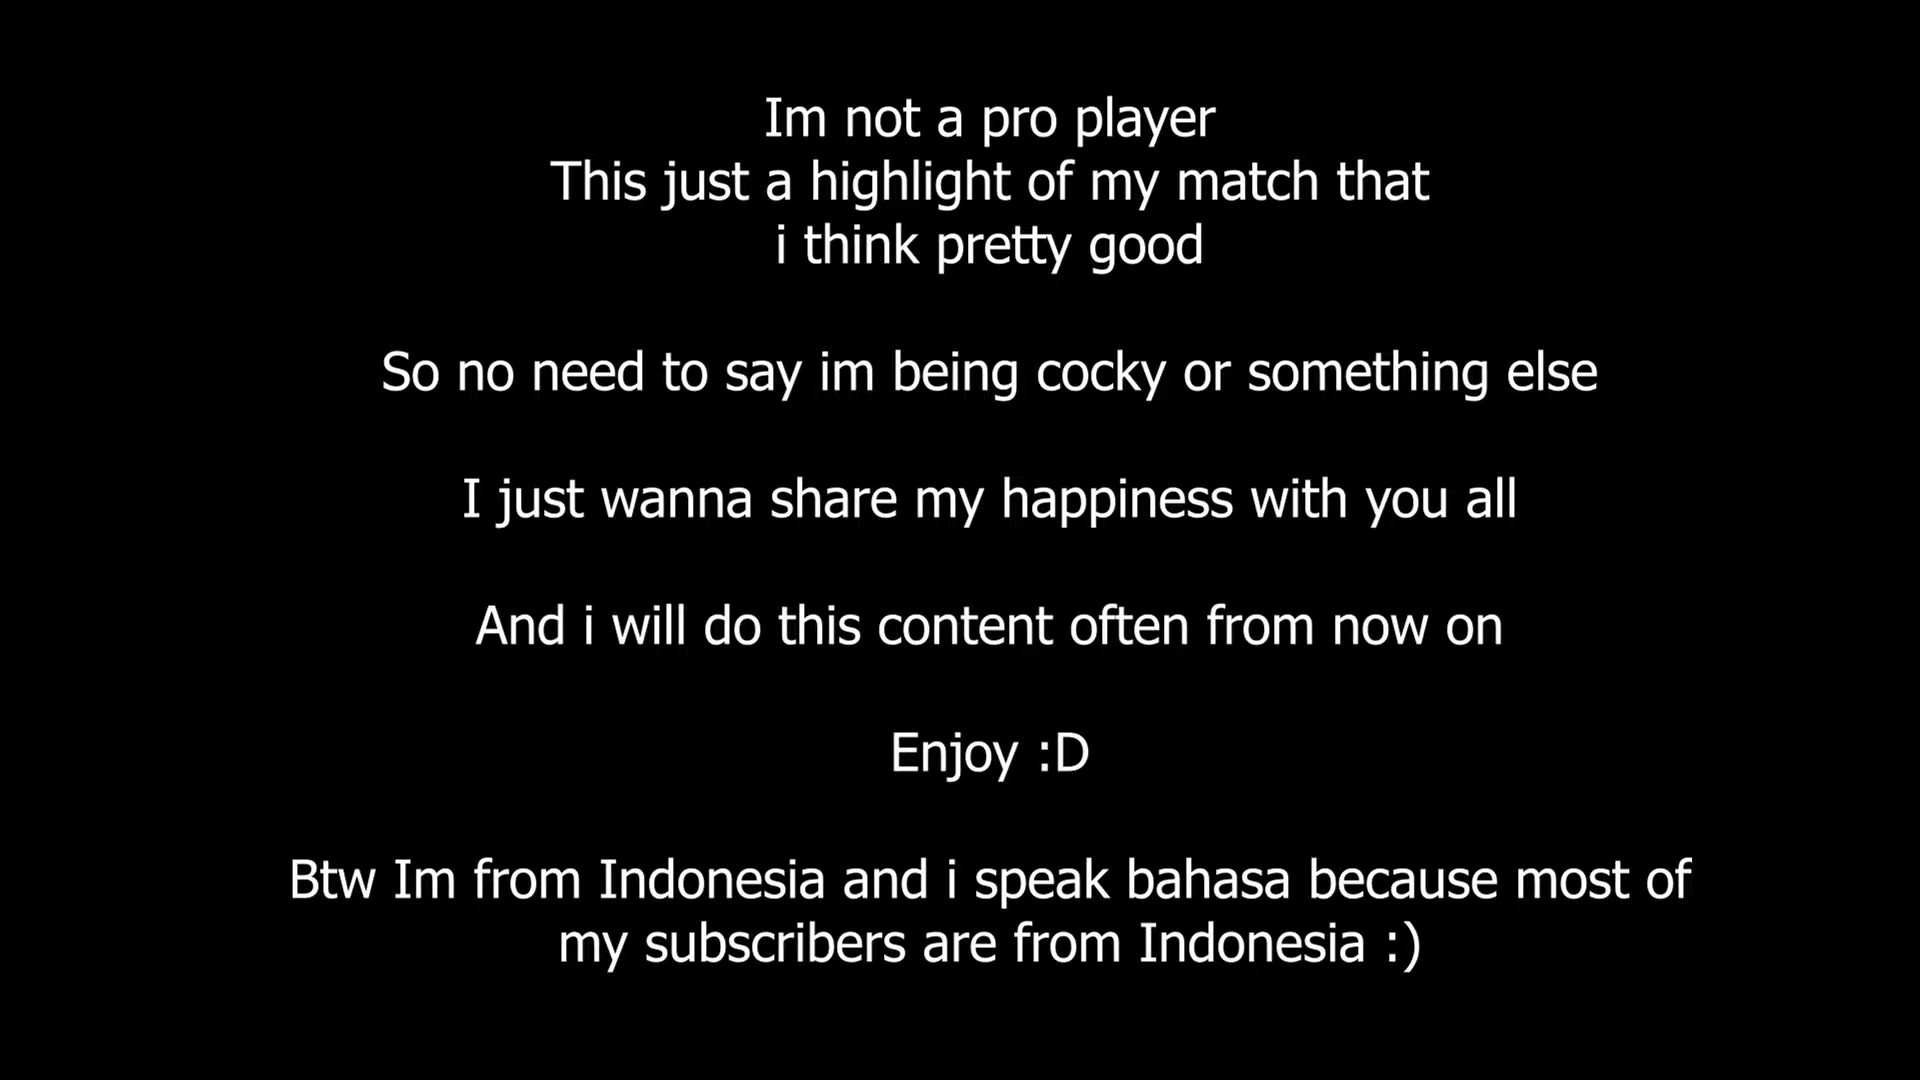 Im not a pro player
This just a highlight of my match that
i think pretty good
So no need to say im being cocky or something else
I just wanna share my happiness with you all
And i will do this content often from now on
Enjoy :D
Btw Im from Indonesia and i speak bahasa because most of
my subscribers are from Indonesia :)